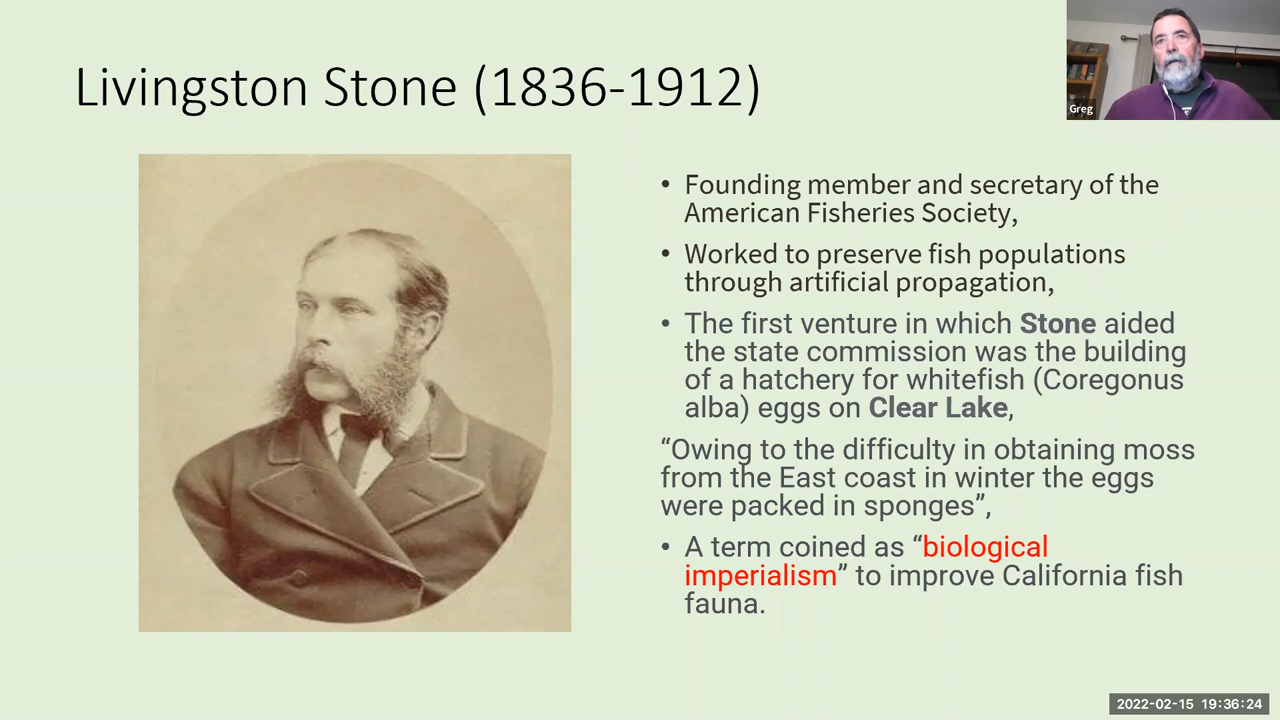 Livingston Stone (1836-1912)
Greg
• Founding member and secretary of the
American Fisheries Society,
• Worked to preserve fish populations
through artificial propagation,
• The first venture in which Stone aided
the state commission was the building
of a hatchery for whitefish (Coregonus
alba) eggs on Clear Lake,
“Owing to the difficulty in obtaining moss
from the East coast in winter the eggs
were packed in sponges”,
• A term coined as “biological
imperialism” to improve California fish
fauna.
2022-02-15 19:36:24